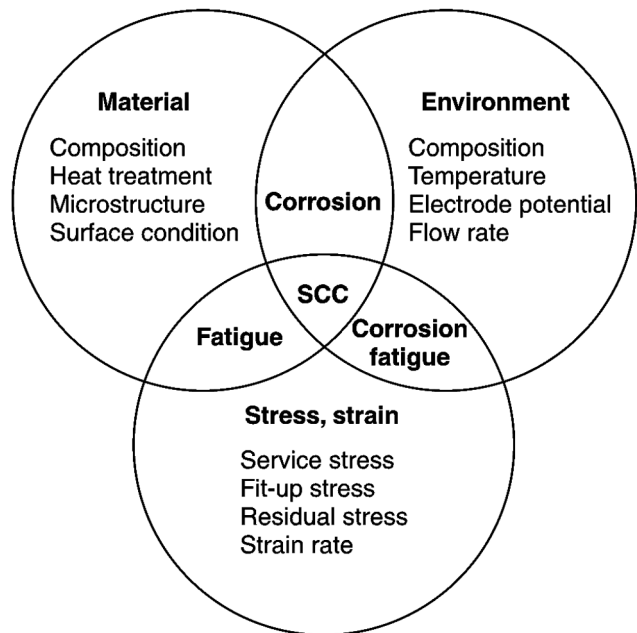 Material
Composition
Heat treatment
Microstructure
Surface condition
Environment
Composition
Temperature
Electrode potential
Flow rate
Corrosion
SCC
Fatigue
Corrosion
fatigue
Stress, strain
Service stress
Fit-up stress
Residual stress
Strain rate